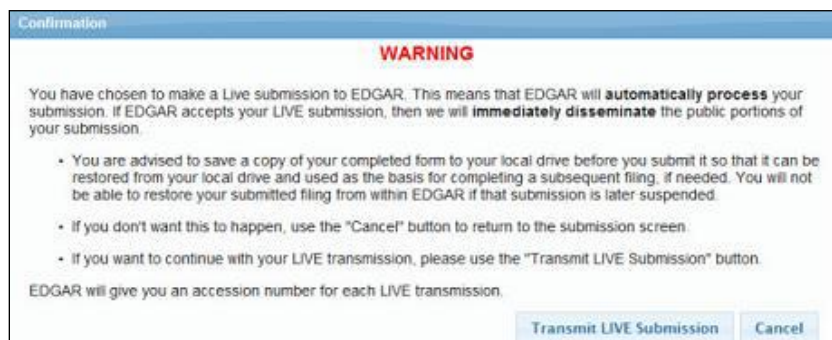 Confirmation
WARNING
You have chosen to make a Live submission to EDGAR. This means that EDGAR will automatically process your
submission. If EDGAR accepts your LIVE submission, then we will immediately disseminate the public portions of
your submission.
• You are advised to save a copy of your completed form to your local drive before you submit it so that it can be
restored from your local drive and used as the basis for completing a subsequent filing, if needed. You will not
be able to restore your submitted filing from within EDGAR if that submission is later suspended.
• If you don't want this to happen, use the "Cancel" button to return to the submission screen.
• If you want to continue with your LIVE transmission, please use the "Transmit LIVE Submission" button.
EDGAR will give you an accession number for each LIVE transmission.
Transmit LIVE Submission Cancel